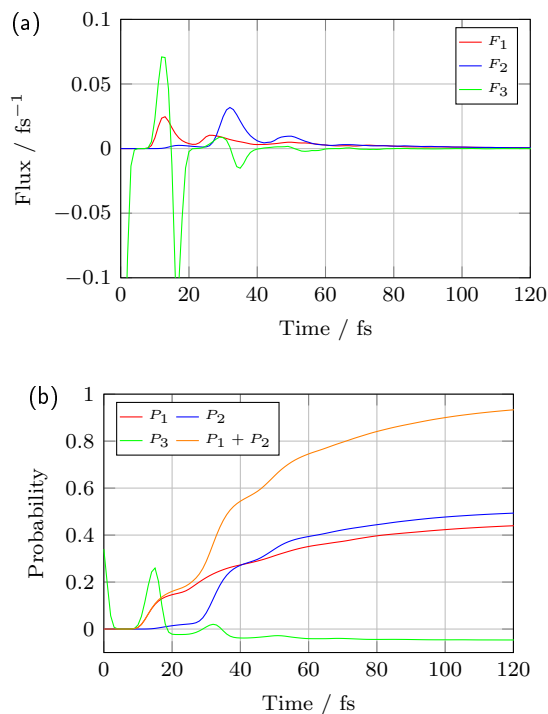 (a)
0.1
0.05
0
−0.05
−0.1
Flux / fs⁻¹
F₁
F₂
F₃
0 20 40 60 80 100 120
Time / fs
(b)
1
0.8
0.6
0.4
0.2
0
Probability
P₁ P₂
P₃ P₁ + P₂
0 20 40 60 80 100 120
Time / fs